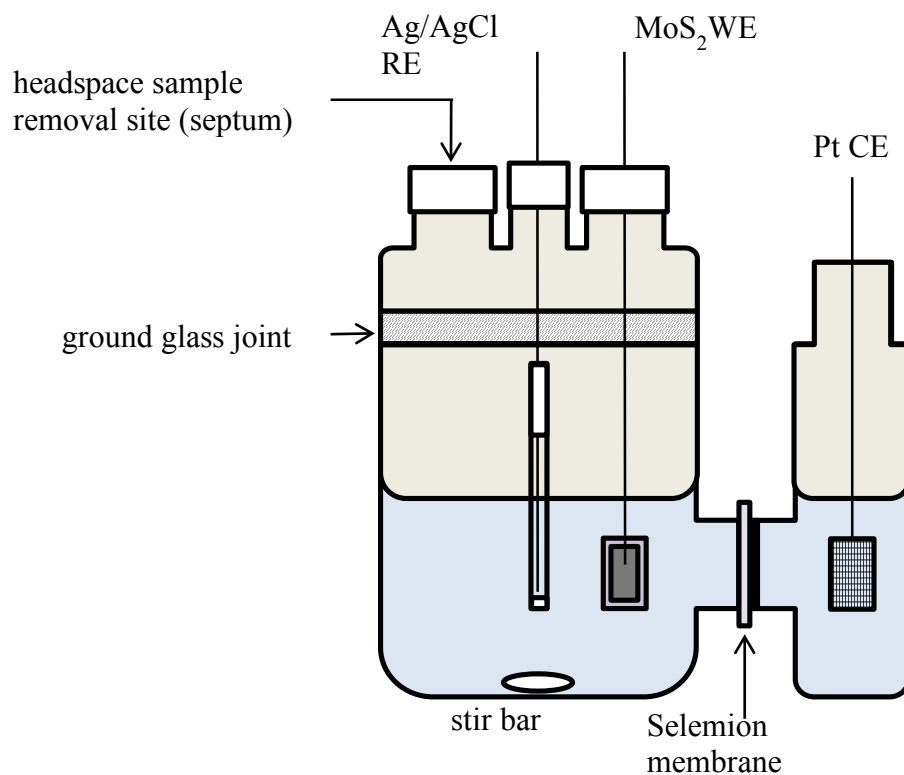 Ag/AgCl
RE
MoS₂WE
headspace sample
removal site (septum)
Pt CE
ground glass joint
stir bar
Selemion
membrane